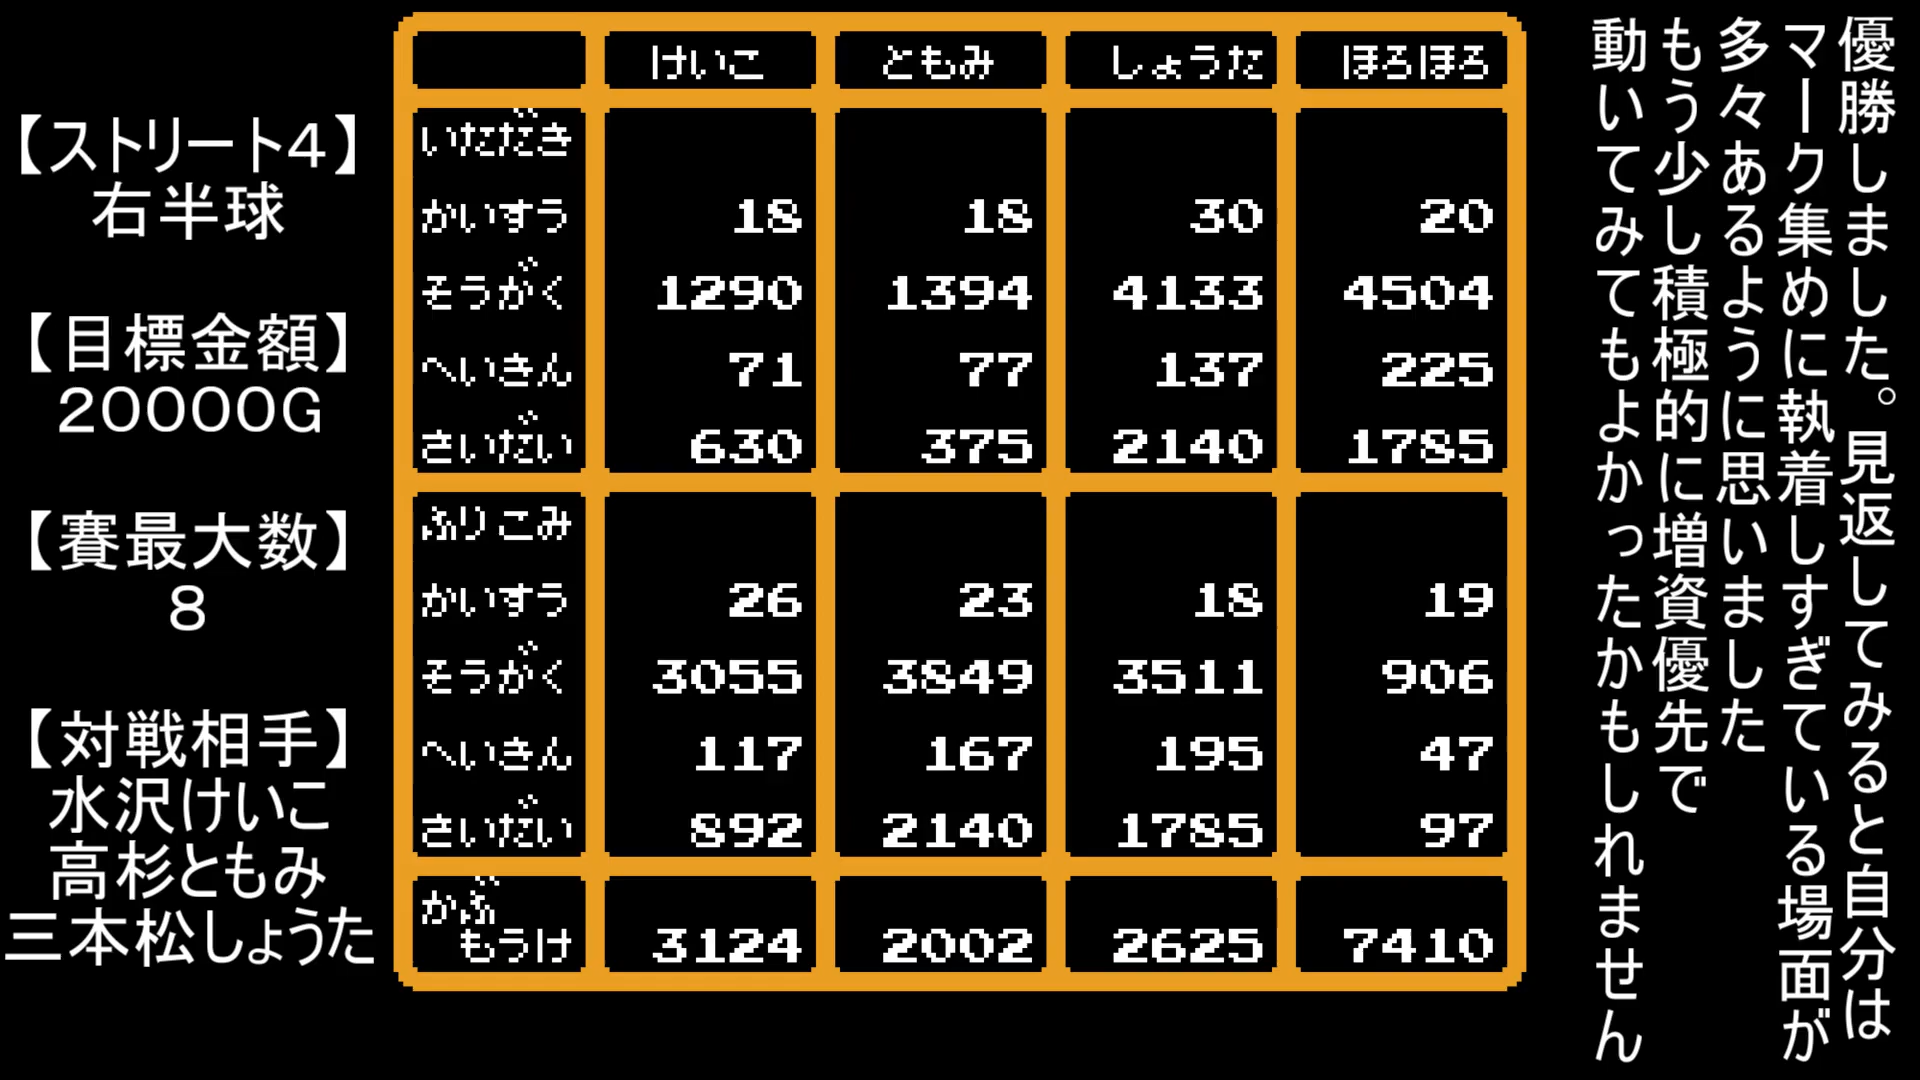 【ストリート4】
右半球
【目標金額】
20000G
【賽最大数】
8
【対戦相手】
水沢けいこ
高杉ともみ
三本松しょうた
けいこ ともみ しょうた ほろほろ
いただき
かいすう 18 18 30 20
そうがく 1290 1394 4133 4504
へいきん 71 77 137 225
さいだい 630 375 2140 1785
ふりこみ
かいすう 26 23 18 19
そうがく 3055 3849 3511 906
へいきん 117 167 195 47
さいだい 892 2140 1785 97
かぶ
もうけ 3124 2002 2625 7410
優勝しました。見返してみると自分は
マーク集めに執着しすぎている場面が
多々あるように思いました
もう少し積極的に増資優先で
動いてみてもよかったかもしれません